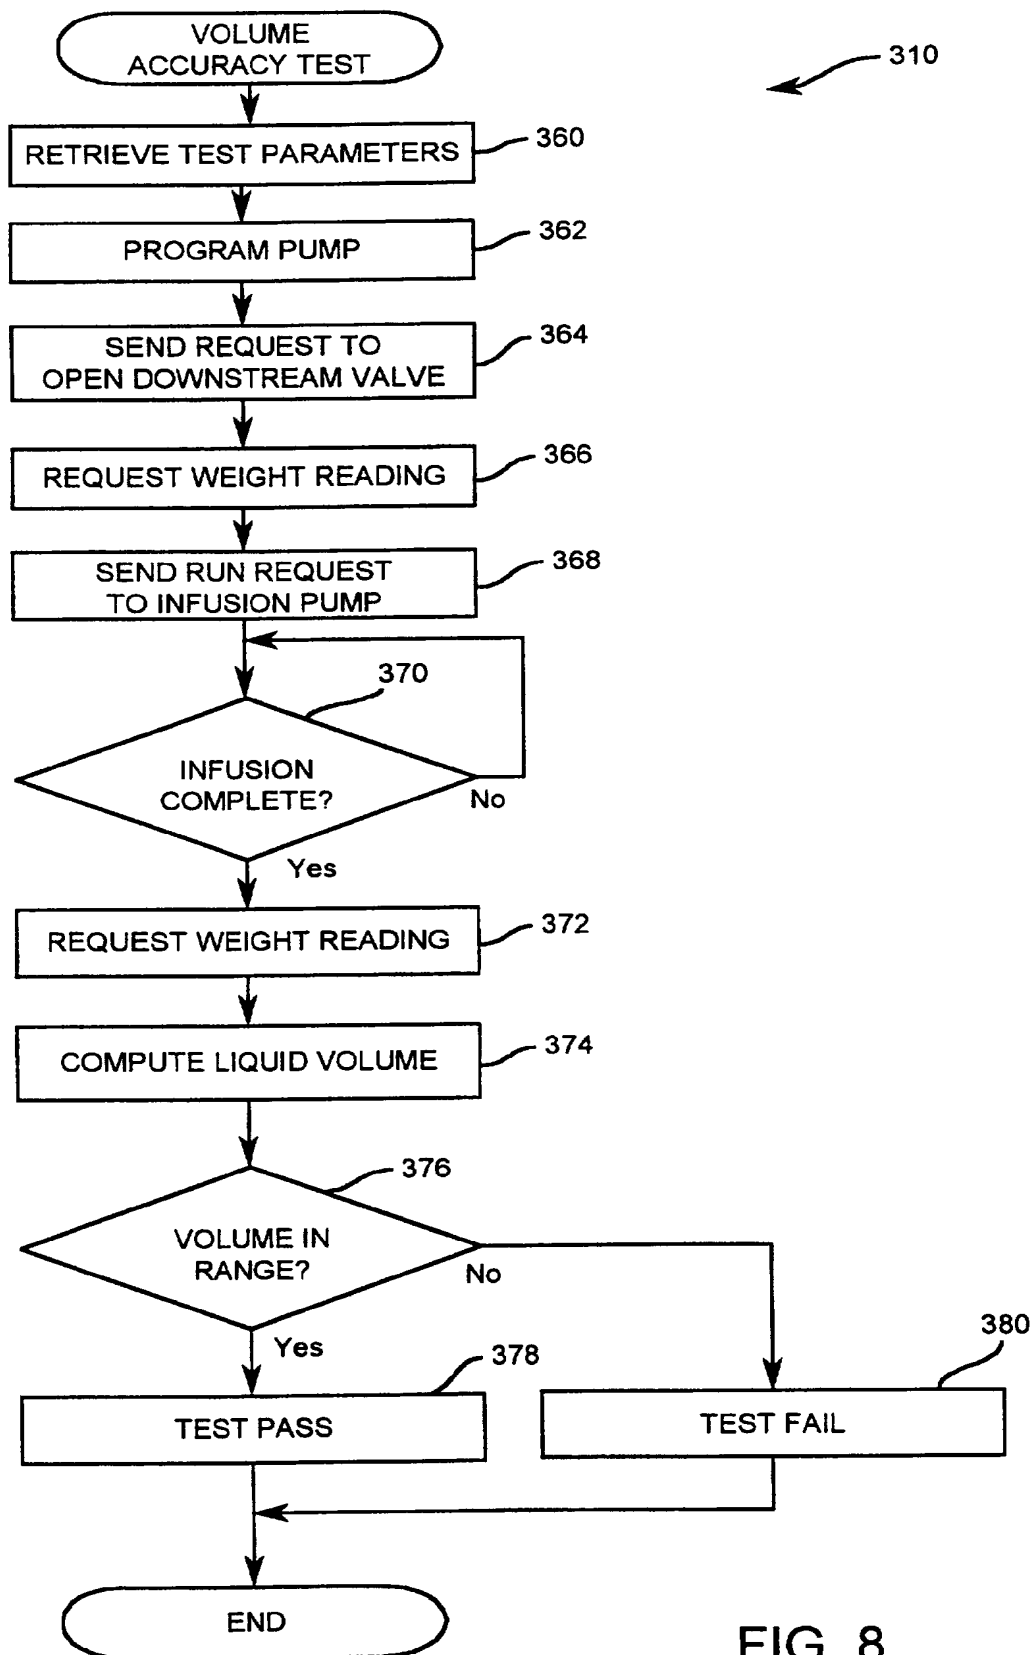 VOLUME
ACCURACY TEST
310
RETRIEVE TEST PARAMETERS
360
PROGRAM PUMP
362
SEND REQUEST TO
OPEN DOWNSTREAM VALVE
364
REQUEST WEIGHT READING
366
SEND RUN REQUEST
TO INFUSION PUMP
368
370
INFUSION
COMPLETE?
No
Yes
REQUEST WEIGHT READING
372
COMPUTE LIQUID VOLUME
374
376
VOLUME IN
RANGE?
No
Yes
378
380
TEST PASS
TEST FAIL
END
FIG. 8